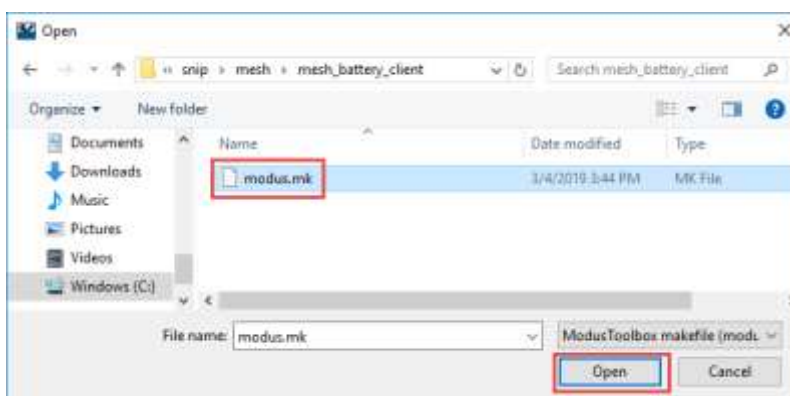 Open
« snip › mesh › mesh_battery_client
Search mesh_battery_client
Organize
New folder
Name
Date modified
Type
Documents
Downloads
Music
Pictures
Videos
Windows (C:)
modus.mk
3/4/2019 3:44 PM
MK File
File name: modus.mk
ModusToolbox makefile (modu
Open
Cancel